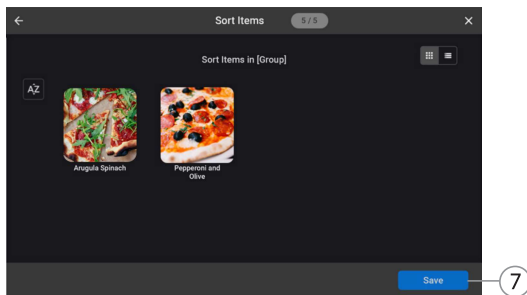 Sort Items
5 / 5
Sort Items in [Group]
AZ
Arugula Spinach
Pepperoni and
Olive
Save
7